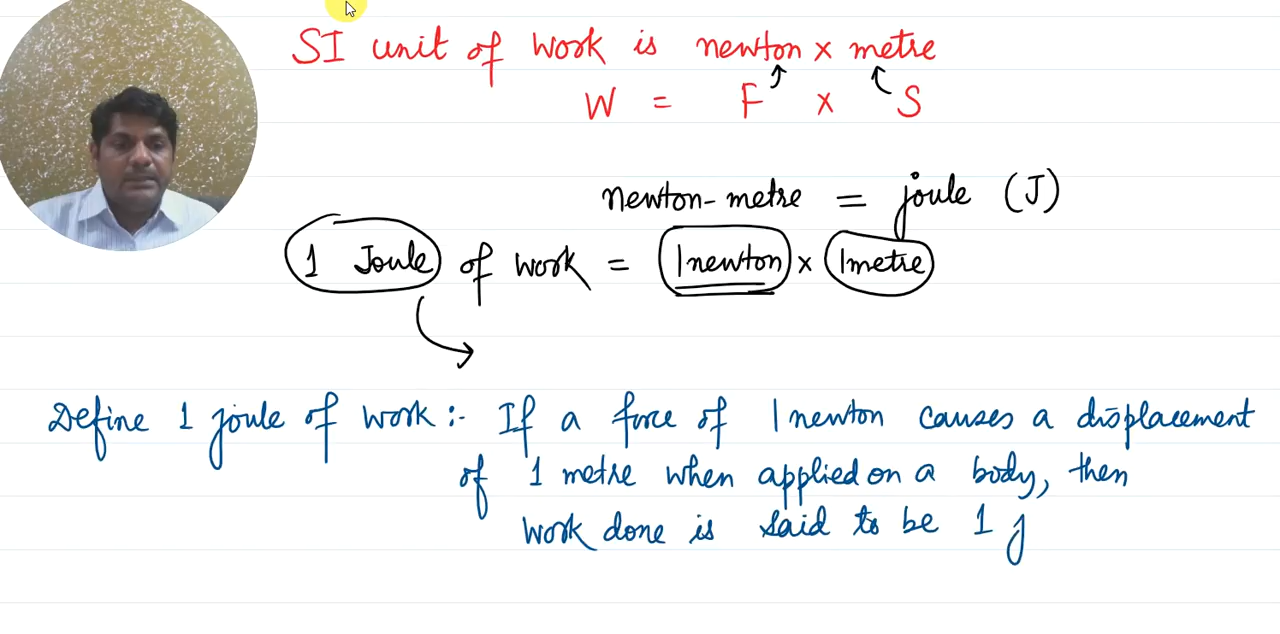 SI unit of work is newton x metre
W = F x S
newton-metre = joule (J)
1 Joule of work = 1newton x 1metre
Define 1 joule of work :- If a force of 1 newton causes a displacement
of 1 metre when applied on a body, then
work done is said to be 1 j